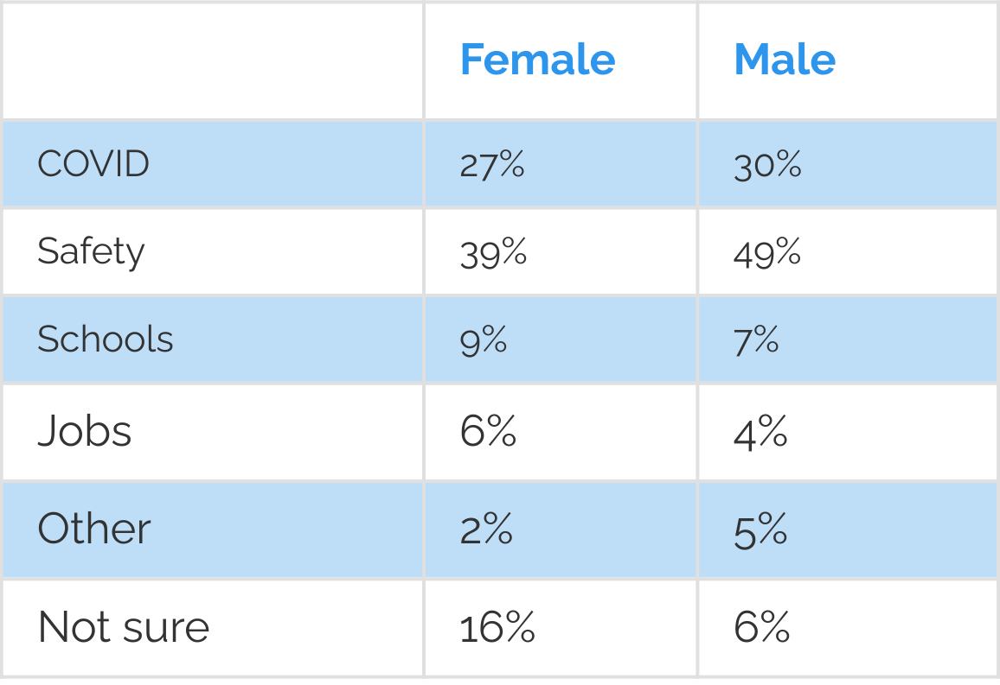 Female Male
COVID 27% 30%
Safety 39% 49%
Schools 9% 7%
Jobs 6% 4%
Other 2% 5%
Not sure 16% 6%